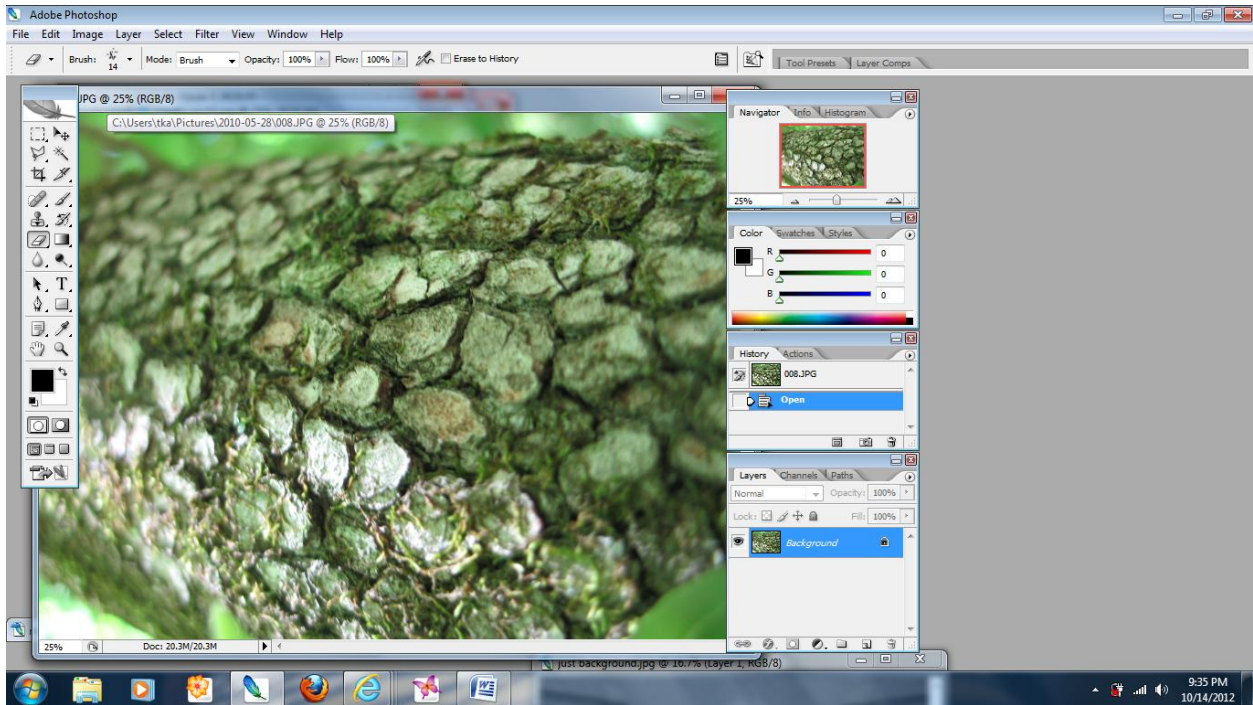 Adobe Photoshop
File Edit Image Layer Select Filter View Window Help
Brush: 14 Mode: Brush Opacity: 100% Flow: 100% Erase to History
Tool Presets Layer Comps
JPG @ 25% (RGB/8)
C:\Users\tka\Pictures\2010-05-28\008.JPG @ 25% (RGB/8)
Navigator Info Histogram
25%
Color Swatches Styles
R 0
G 0
B 0
History Actions
008.JPG
Open
Layers Channels Paths
Normal Opacity: 100%
Lock: Fill: 100%
Background
25% Doc: 20.3M/20.3M
just background.jpg @ 16.7% (Layer 1, RGB/8)
9:35 PM
10/14/2012